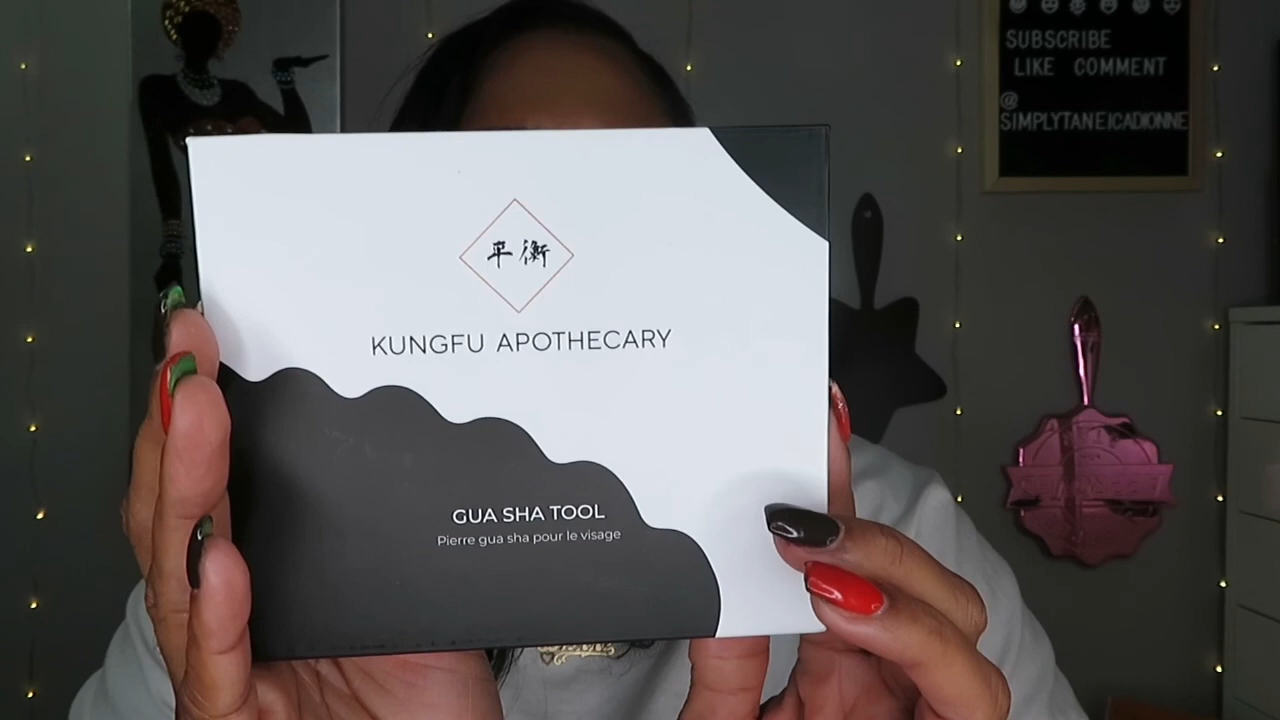 SUBSCRIBE
LIKE COMMENT
@
SIMPLYTANEICADIONNE
平衡
KUNGFU APOTHECARY
GUA SHA TOOL
Pierre gua sha pour le visage